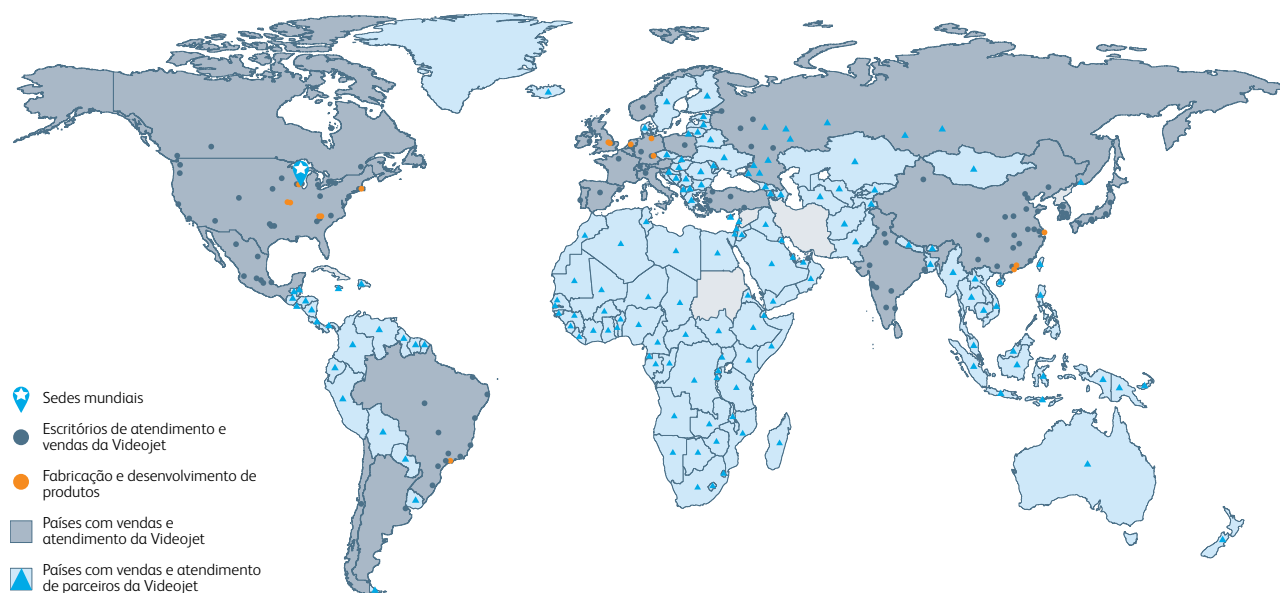 Sedes mundiais
Escritórios de atendimento e
vendas da Videojet
Fabricação e desenvolvimento de
produtos
Países com vendas e
atendimento da Videojet
Países com vendas e atendimento
de parceiros da Videojet